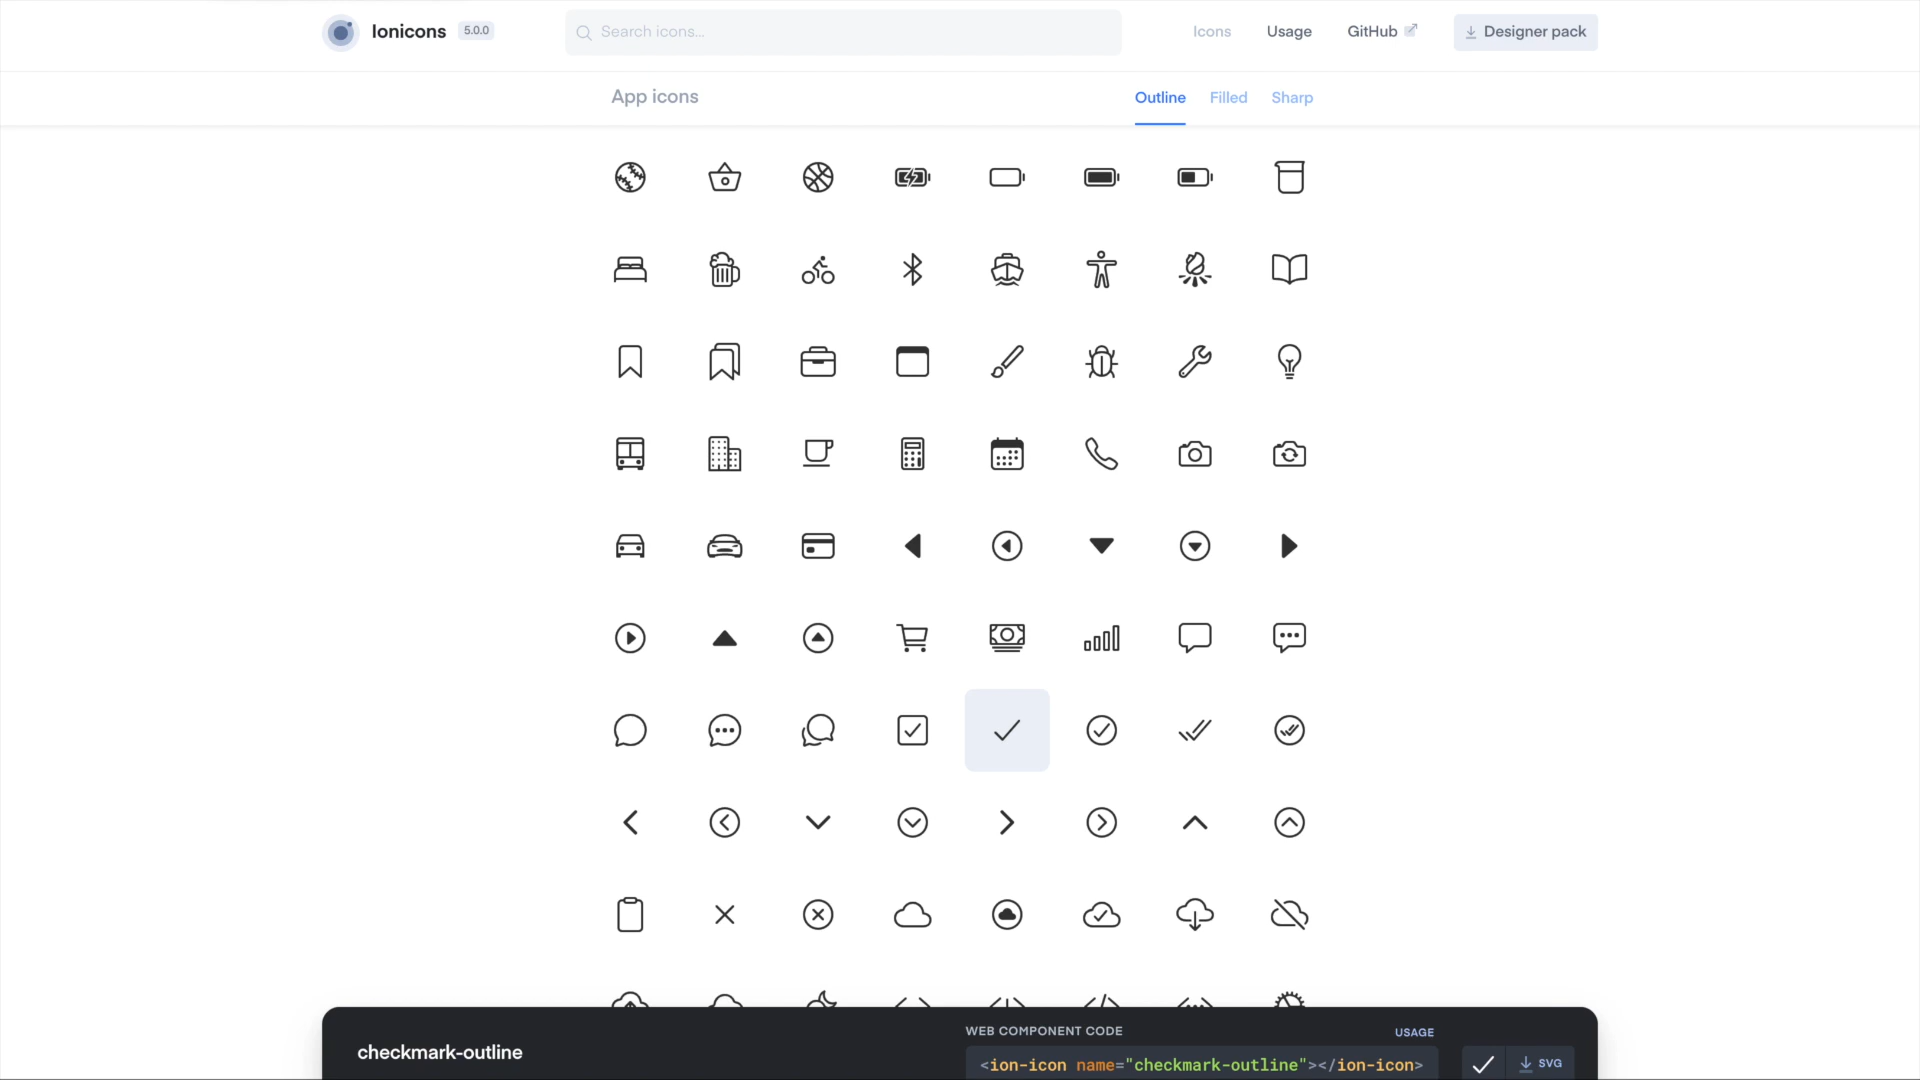 Ionicons 5.0.0 Search icons... Icons Usage GitHub Designer pack
App icons Outline Filled Sharp
WEB COMPONENT CODE USAGE
checkmark-outline
<ion-icon name="checkmark-outline"></ion-icon> SVG